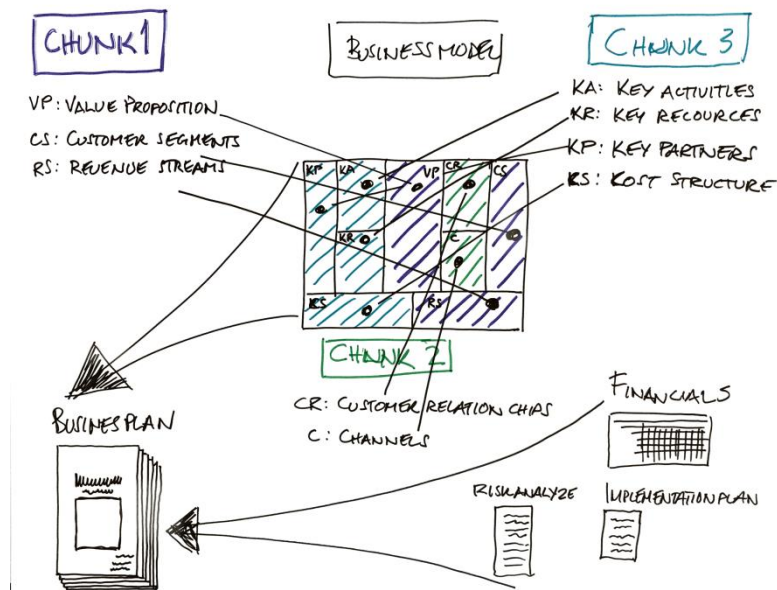 CHUNK 1
BUSINESS MODEL
CHUNK 3
VP: VALUE PROPOSITION
CS: CUSTOMER SEGMENTS
RS: REVENUE STREAMS
KA: KEY ACTIVITIES
KR: KEY RECOURCES
KP: KEY PARTNERS
KS: KOST STRUCTURE
KP KA VP CR CS
KR C
KS RS
CHUNK 2
CR: CUSTOMER RELATION CHIPS
C: CHANNELS
BUSINESPLAN
FINANCIALS
RISKANALYZE
IMPLEMENTATIONPLAN